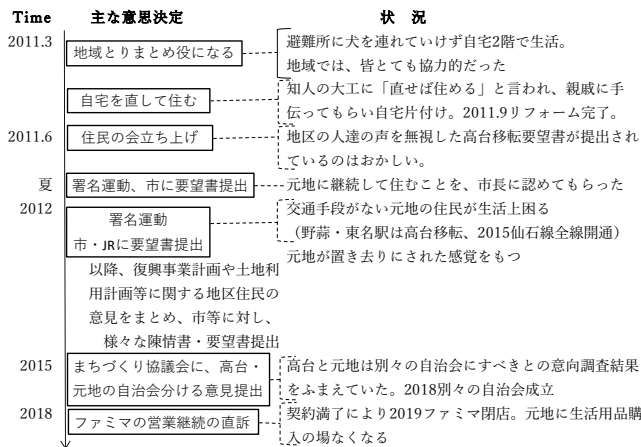 Time 主な意思決定 状 況
2011.3
地域とりまとめ役になる
避難所に犬を連れていけず自宅2階で生活。
地域では、皆とても協力的だった
自宅を直して住む
知人の大工に「直せば住める」と言われ、親戚に手
伝ってもらい自宅片付け。2011.9リフォーム完了。
2011.6
住民の会立ち上げ
地区の人達の声を無視した高台移転要望書が提出され
ているのはおかしい。
夏
署名運動、市に要望書提出
元地に継続して住むことを、市長に認めてもらった
2012
署名運動
市・JRに要望書提出
交通手段がない元地の住民が生活上困る
（野蒜・東名駅は高台移転、2015仙石線全線開通）
元地が置き去りにされた感覚をもつ
以降、復興事業計画や土地利
用計画等に関する地区住民の
意見をまとめ、市等に対し、
様々な陳情書・要望書提出
2015
まちづくり協議会に、高台・
元地の自治会分ける意見提出
高台と元地は別々の自治会にすべきとの意向調査結果
をふまえていた。2018別々の自治会成立
2018
ファミマの営業継続の直訴
契約満了により2019ファミマ閉店。元地に生活用品購
入の場なくなる